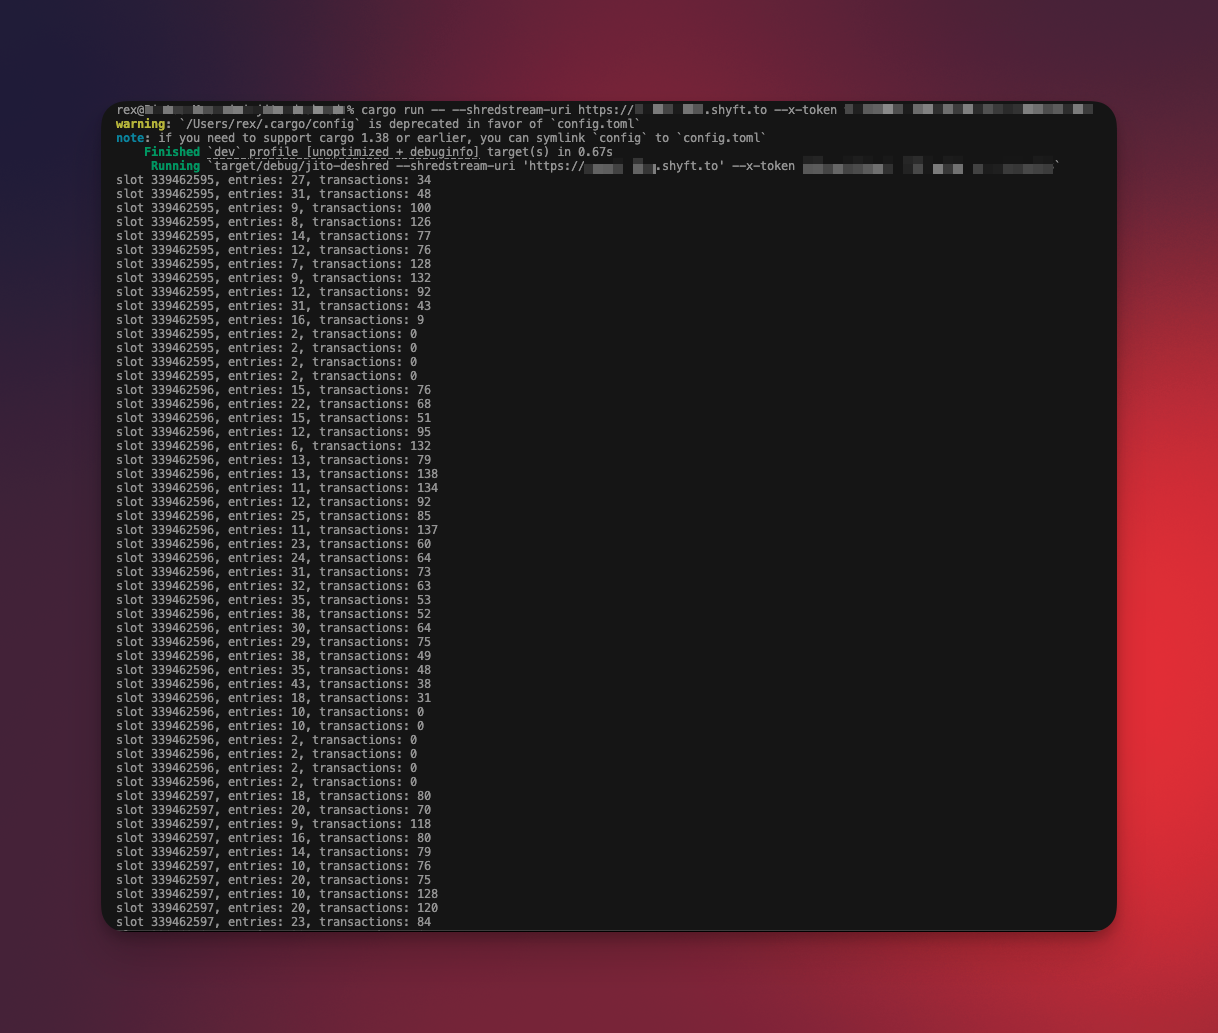 rex@ % cargo run -- --shredstream-uri https:// .shyft.to --x-token
warning: `/Users/rex/.cargo/config` is deprecated in favor of `config.toml`
note: if you need to support cargo 1.38 or earlier, you can symlink `config` to `config.toml`
Finished `dev` profile [unoptimized + debuginfo] target(s) in 0.67s
Running `target/debug/jito-deshred --shredstream-uri 'https:// .shyft.to' --x-token `
slot 339462595, entries: 27, transactions: 34
slot 339462595, entries: 31, transactions: 48
slot 339462595, entries: 9, transactions: 100
slot 339462595, entries: 8, transactions: 126
slot 339462595, entries: 14, transactions: 77
slot 339462595, entries: 12, transactions: 76
slot 339462595, entries: 7, transactions: 128
slot 339462595, entries: 9, transactions: 132
slot 339462595, entries: 12, transactions: 92
slot 339462595, entries: 31, transactions: 43
slot 339462595, entries: 16, transactions: 9
slot 339462595, entries: 2, transactions: 0
slot 339462595, entries: 2, transactions: 0
slot 339462595, entries: 2, transactions: 0
slot 339462595, entries: 2, transactions: 0
slot 339462596, entries: 15, transactions: 76
slot 339462596, entries: 22, transactions: 68
slot 339462596, entries: 15, transactions: 51
slot 339462596, entries: 12, transactions: 95
slot 339462596, entries: 6, transactions: 132
slot 339462596, entries: 13, transactions: 79
slot 339462596, entries: 13, transactions: 138
slot 339462596, entries: 11, transactions: 134
slot 339462596, entries: 12, transactions: 92
slot 339462596, entries: 25, transactions: 85
slot 339462596, entries: 11, transactions: 137
slot 339462596, entries: 23, transactions: 60
slot 339462596, entries: 24, transactions: 64
slot 339462596, entries: 31, transactions: 73
slot 339462596, entries: 32, transactions: 63
slot 339462596, entries: 35, transactions: 53
slot 339462596, entries: 38, transactions: 52
slot 339462596, entries: 30, transactions: 64
slot 339462596, entries: 29, transactions: 75
slot 339462596, entries: 38, transactions: 49
slot 339462596, entries: 35, transactions: 48
slot 339462596, entries: 43, transactions: 38
slot 339462596, entries: 18, transactions: 31
slot 339462596, entries: 10, transactions: 0
slot 339462596, entries: 10, transactions: 0
slot 339462596, entries: 2, transactions: 0
slot 339462596, entries: 2, transactions: 0
slot 339462596, entries: 2, transactions: 0
slot 339462596, entries: 2, transactions: 0
slot 339462597, entries: 18, transactions: 80
slot 339462597, entries: 20, transactions: 70
slot 339462597, entries: 9, transactions: 118
slot 339462597, entries: 16, transactions: 80
slot 339462597, entries: 14, transactions: 79
slot 339462597, entries: 10, transactions: 76
slot 339462597, entries: 20, transactions: 75
slot 339462597, entries: 10, transactions: 128
slot 339462597, entries: 20, transactions: 120
slot 339462597, entries: 23, transactions: 84